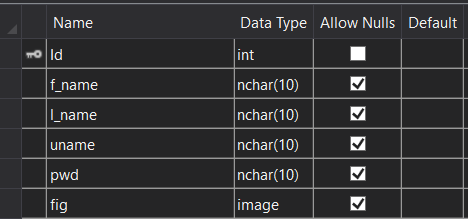 Name Data Type Allow Nulls Default
Id int
f_name nchar(10)
l_name nchar(10)
uname nchar(10)
pwd nchar(10)
fig image